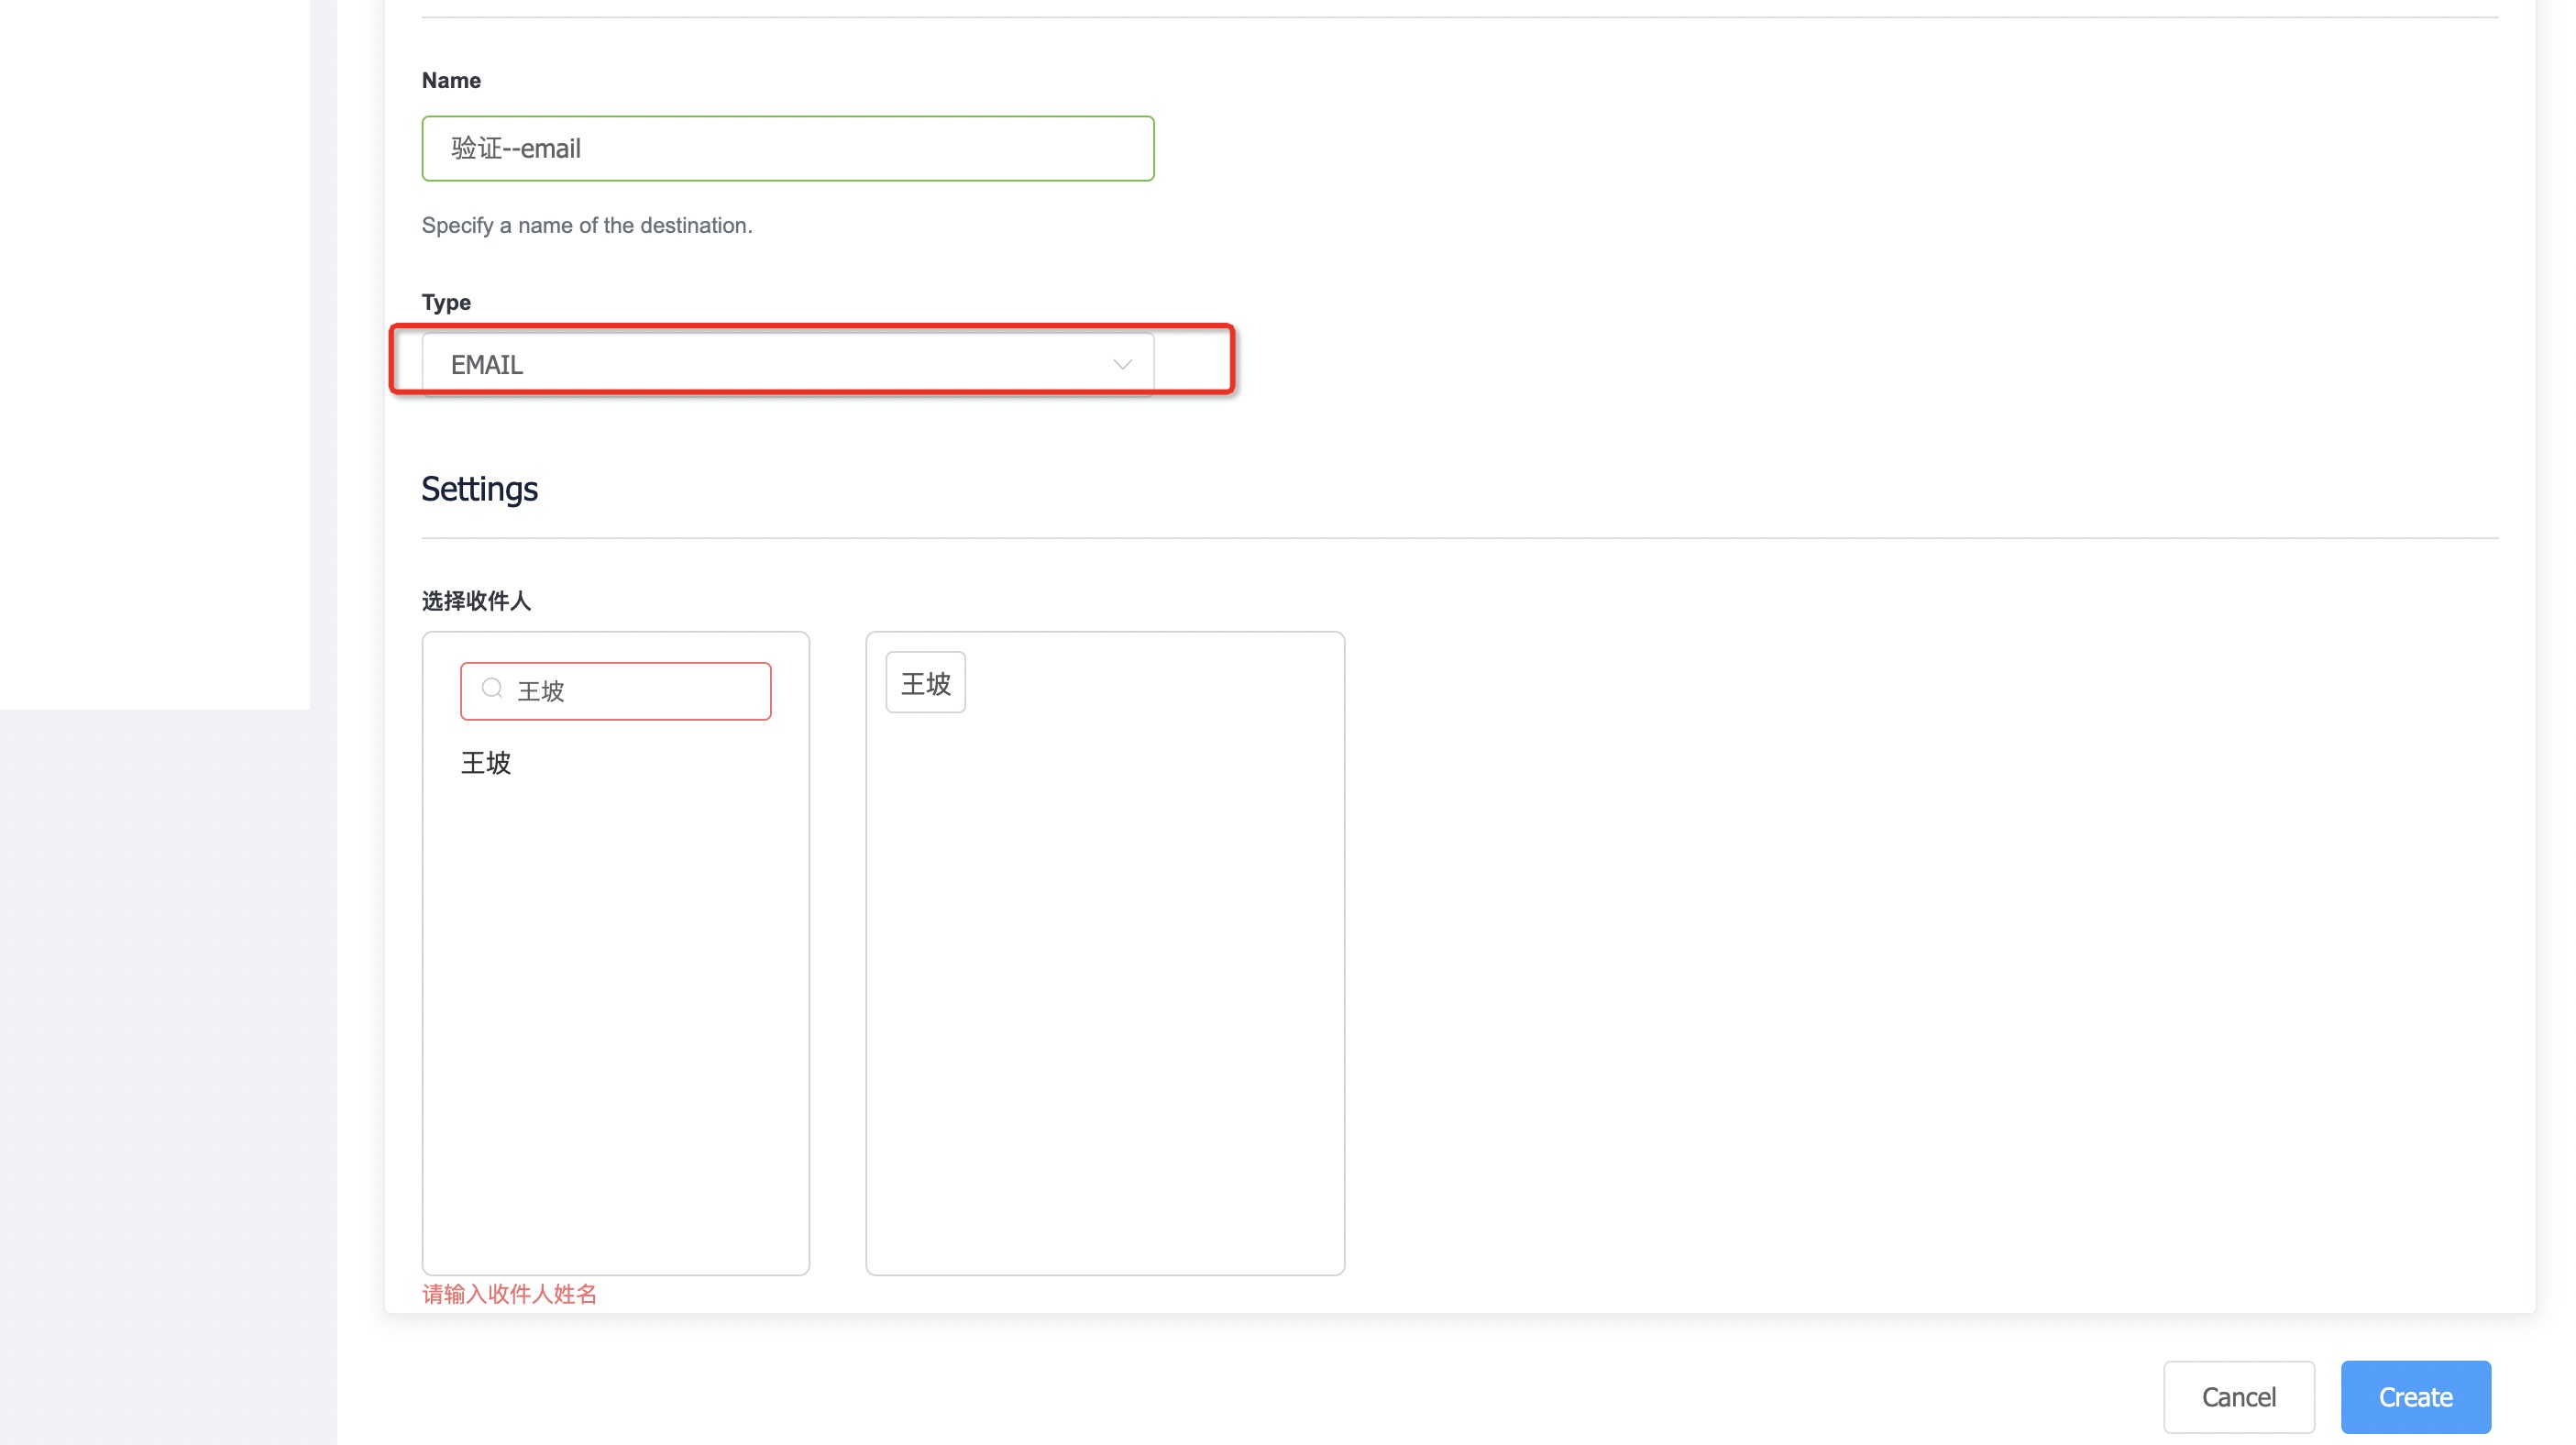 Name
验证--email
Specify a name of the destination.
Type
EMAIL
Settings
选择收件人
王坡
王坡
王坡
请输入收件人姓名
Cancel
Create